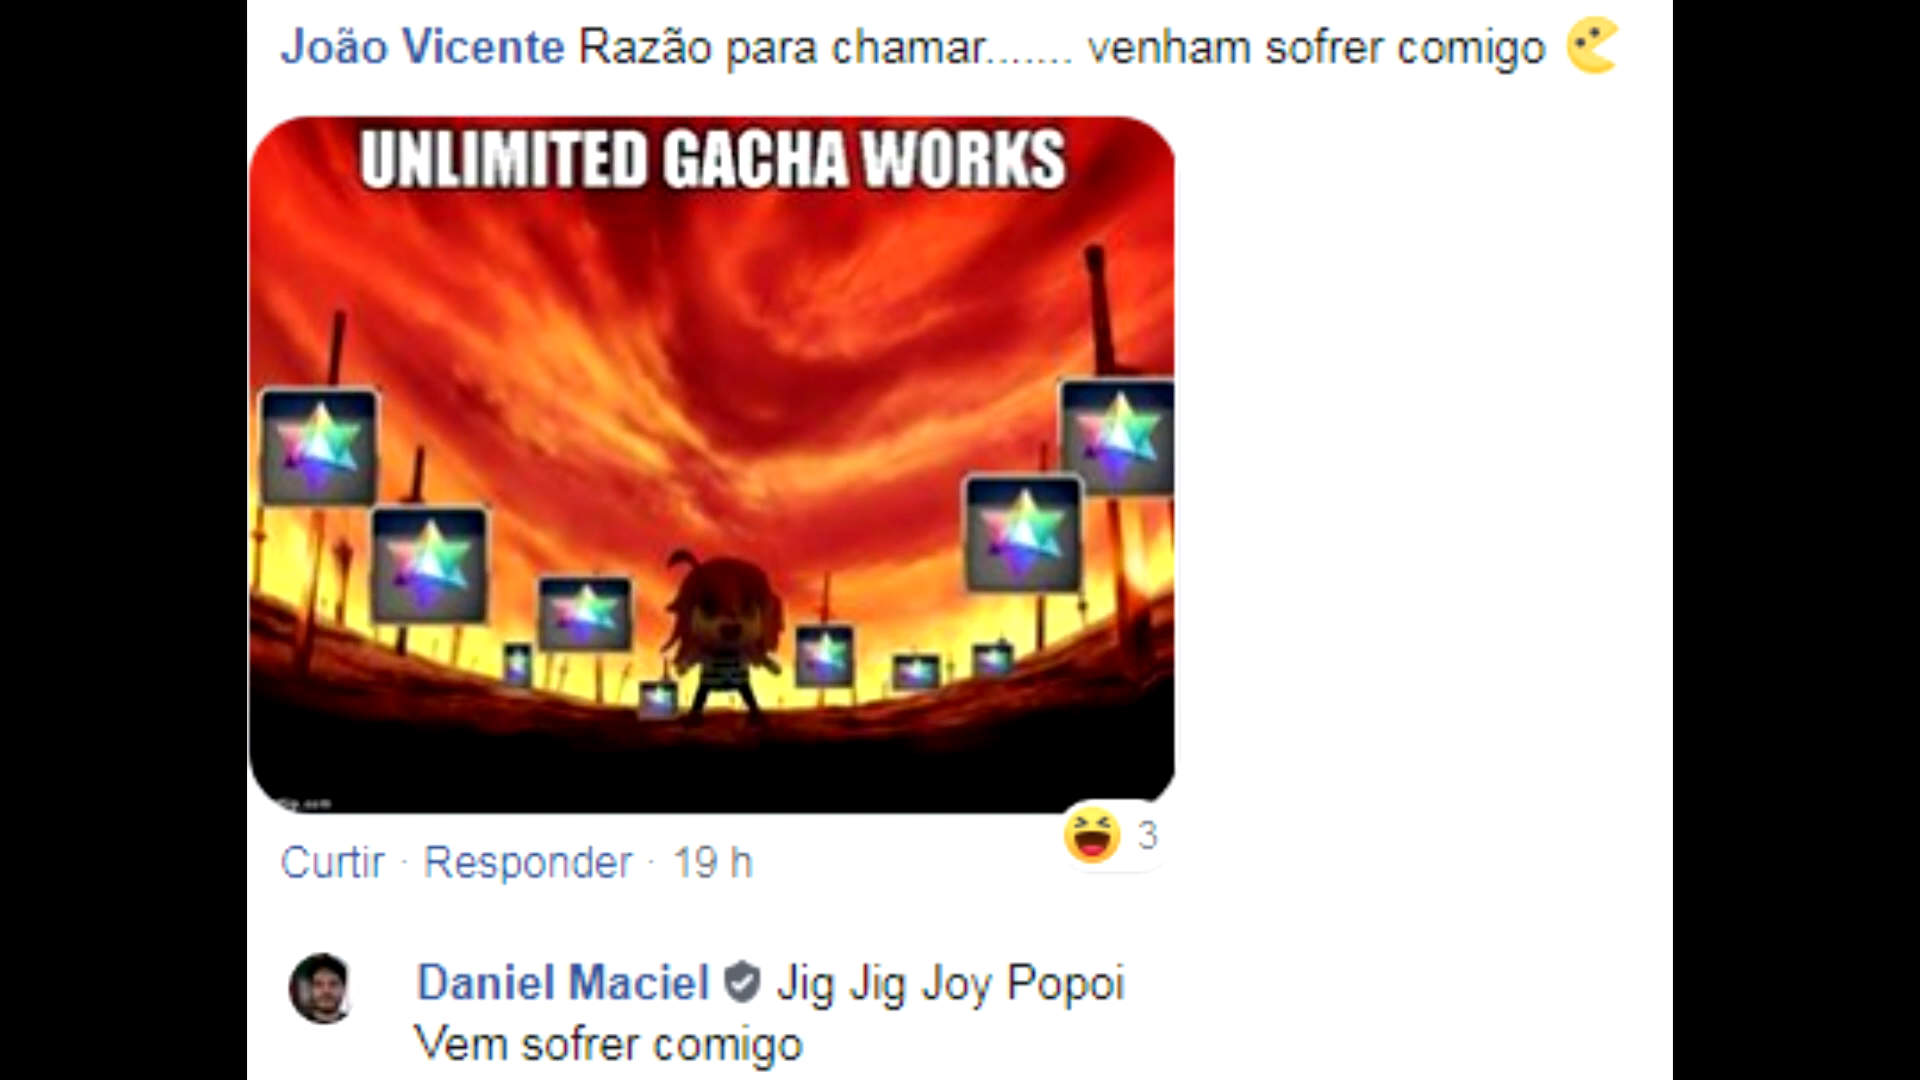 João Vicente Razão para chamar....... venham sofrer comigo
UNLIMITED GACHA WORKS
3
Curtir · Responder · 19 h
Daniel Maciel Jig Jig Joy Popoi
Vem sofrer comigo